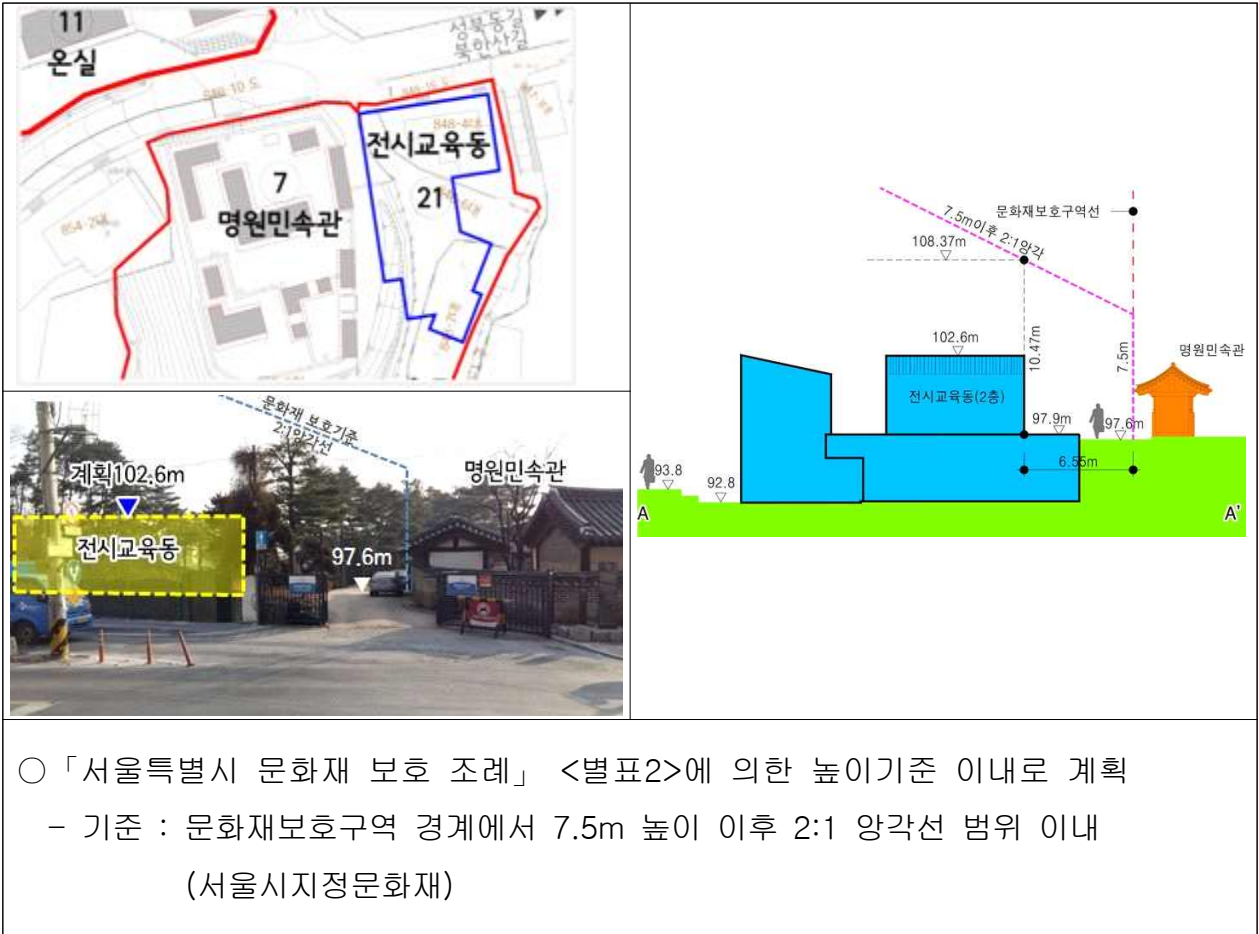 11
온실
성북동길
북한산길
전시교육동
7
21
명원민속관
계획102.6m
전시교육동
문화재 보호기준
2:1앙각선
명원민속관
97.6m
7.5m이후 2:1앙각
문화재보호구역선
108.37m
102.6m
10.47m
7.5m
명원민속관
전시교육동(2층)
97.9m
97.6m
6.55m
93.8
92.8
A
A'
○「서울특별시 문화재 보호 조례」 <별표2>에 의한 높이기준 이내로 계획
- 기준 : 문화재보호구역 경계에서 7.5m 높이 이후 2:1 앙각선 범위 이내
(서울시지정문화재)